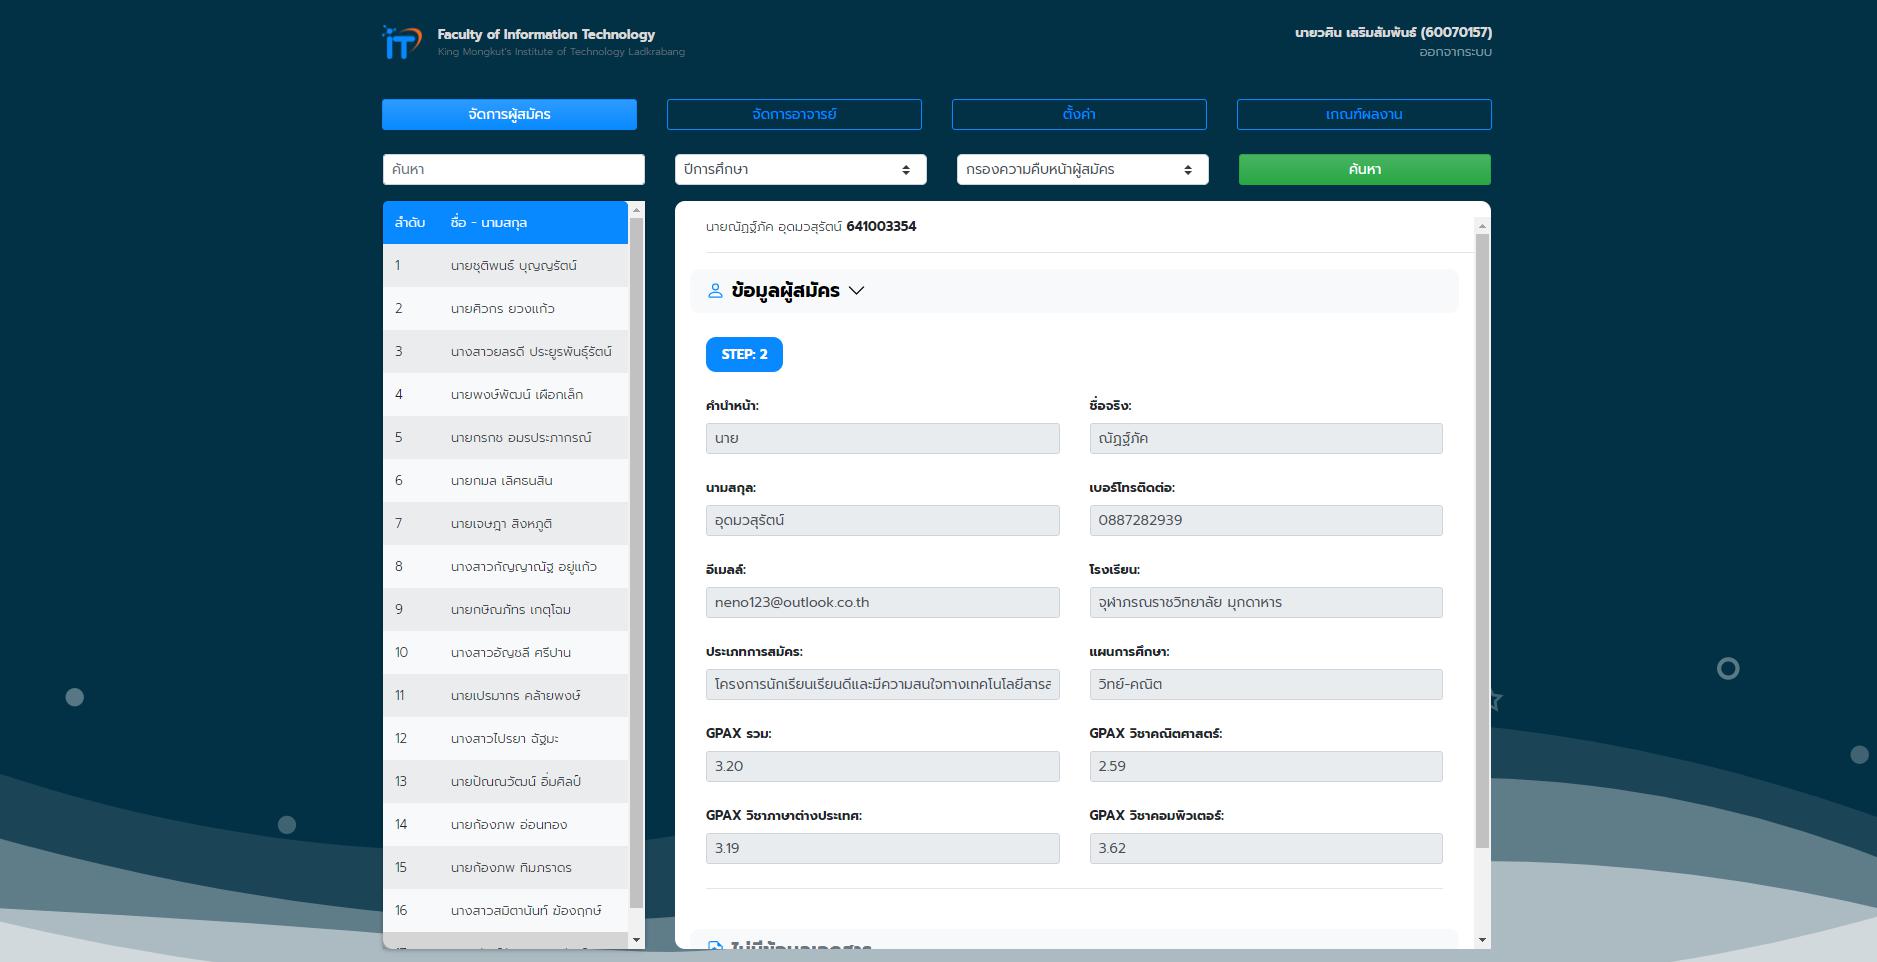 Faculty of Information Technology
King Mongkut's Institute of Technology Ladkrabang
นายวศิน เสริมสัมพันธ์ (60070157)
ออกจากระบบ
จัดการผู้สมัคร
จัดการอาจารย์
ตั้งค่า
เกณฑ์ผลงาน
ค้นหา
ปีการศึกษา
กรองความคืบหน้าผู้สมัคร
ค้นหา
ลำดับ ชื่อ - นามสกุล
1 นายชุติพนธ์ บุญญรัตน์
2 นายศิวกร ยวงแก้ว
3 นางสาวยลรดี ประยูรพันธุ์รัตน์
4 นายพงษ์พัฒน์ เผือกเล็ก
5 นายกรกช อมรประภากรณ์
6 นายกมล เลิศธนสิน
7 นายเจษฎา สิงหภูติ
8 นางสาวกัญญาณัฐ อยู่แก้ว
9 นายกษิณภัทร เกตุโฉม
10 นางสาวอัญชลี ศรีปาน
11 นายเปรมากร คล้ายพงษ์
12 นางสาวไปรยา ฉัฐมะ
13 นายปัณณวัฒน์ อิ่มศิลป์
14 นายก้องภพ อ่อนทอง
15 นายก้องภพ ทิมภราดร
16 นางสาวสมิตานันท์ ฆ้องฤกษ์
นายณัฏฐ์ภัค อุดมวสุรัตน์ 641003354
ข้อมูลผู้สมัคร
STEP: 2
คำนำหน้า:
นาย
ชื่อจริง:
ณัฏฐ์ภัค
นามสกุล:
อุดมวสุรัตน์
เบอร์โทรติดต่อ:
0887282939
อีเมลล์:
neno123@outlook.co.th
โรงเรียน:
จุฬาภรณราชวิทยาลัย มุกดาหาร
ประเภทการสมัคร:
โครงการนักเรียนเรียนดีและมีความสนใจทางเทคโนโลยีสารส
แผนการศึกษา:
วิทย์-คณิต
GPAX รวม:
3.20
GPAX วิชาคณิตศาสตร์:
2.59
GPAX วิชาภาษาต่างประเทศ:
3.19
GPAX วิชาคอมพิวเตอร์:
3.62
ไม่มีข้อมูลเอกสาร